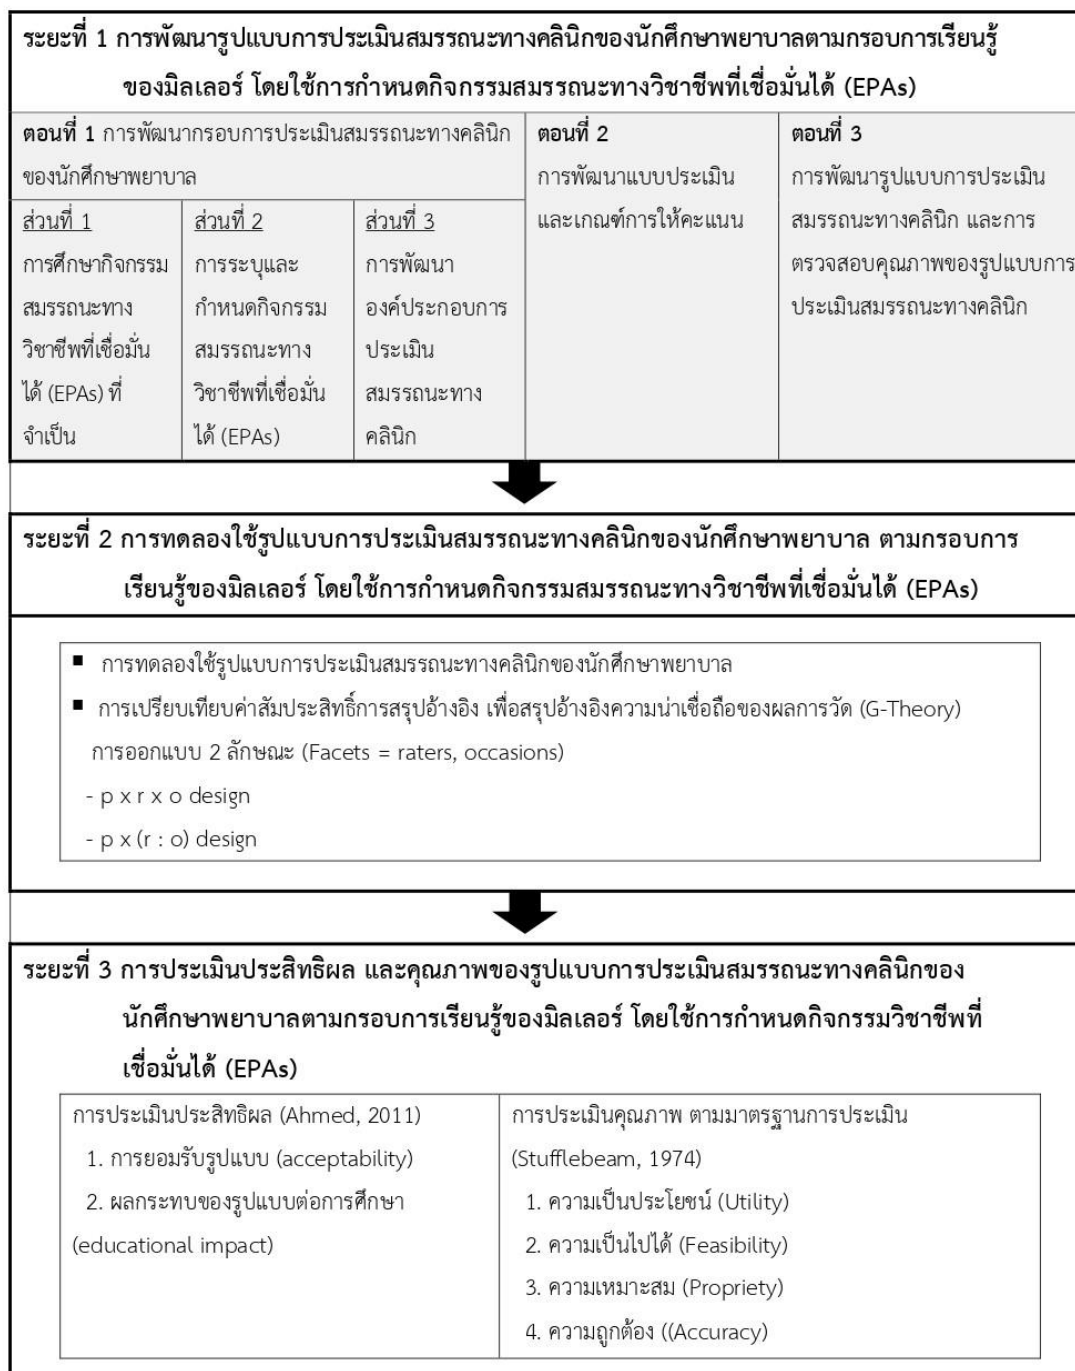 ระยะที่ 1 การพัฒนารูปแบบการประเมินสมรรถนะทางคลินิกของนักศึกษาพยาบาลตามกรอบการเรียนรู้
ของมิลเลอร์ โดยใช้การกำหนดกิจกรรมสมรรถนะทางวิชาชีพที่เชื่อมั่นได้ (EPAs)
ตอนที่ 1 การพัฒนากรอบการประเมินสมรรถนะทางคลินิก
ของนักศึกษาพยาบาล
ส่วนที่ 1
การศึกษากิจกรรม
สมรรถนะทาง
วิชาชีพที่เชื่อมั่น
ได้ (EPAs) ที่
จำเป็น
ส่วนที่ 2
การระบุและ
กำหนดกิจกรรม
สมรรถนะทาง
วิชาชีพที่เชื่อมั่น
ได้ (EPAs)
ส่วนที่ 3
การพัฒนา
องค์ประกอบการ
ประเมิน
สมรรถนะทาง
คลินิก
ตอนที่ 2
การพัฒนาแบบประเมิน
และเกณฑ์การให้คะแนน
ตอนที่ 3
การพัฒนารูปแบบการประเมิน
สมรรถนะทางคลินิก และการ
ตรวจสอบคุณภาพของรูปแบบการ
ประเมินสมรรถนะทางคลินิก
ระยะที่ 2 การทดลองใช้รูปแบบการประเมินสมรรถนะทางคลินิกของนักศึกษาพยาบาล ตามกรอบการ
เรียนรู้ของมิลเลอร์ โดยใช้การกำหนดกิจกรรมสมรรถนะทางวิชาชีพที่เชื่อมั่นได้ (EPAs)
▪ การทดลองใช้รูปแบบการประเมินสมรรถนะทางคลินิกของนักศึกษาพยาบาล
▪ การเปรียบเทียบค่าสัมประสิทธิ์การสรุปอ้างอิง เพื่อสรุปอ้างอิงความน่าเชื่อถือของผลการวัด (G-Theory)
การออกแบบ 2 ลักษณะ (Facets = raters, occasions)
- p x r x o design
- p x (r : o) design
ระยะที่ 3 การประเมินประสิทธิผล และคุณภาพของรูปแบบการประเมินสมรรถนะทางคลินิกของ
นักศึกษาพยาบาลตามกรอบการเรียนรู้ของมิลเลอร์ โดยใช้การกำหนดกิจกรรมวิชาชีพที่
เชื่อมั่นได้ (EPAs)
การประเมินประสิทธิผล (Ahmed, 2011)
1. การยอมรับรูปแบบ (acceptability)
2. ผลกระทบของรูปแบบต่อการศึกษา
(educational impact)
การประเมินคุณภาพ ตามมาตรฐานการประเมิน
(Stufflebeam, 1974)
1. ความเป็นประโยชน์ (Utility)
2. ความเป็นไปได้ (Feasibility)
3. ความเหมาะสม (Propriety)
4. ความถูกต้อง ((Accuracy)